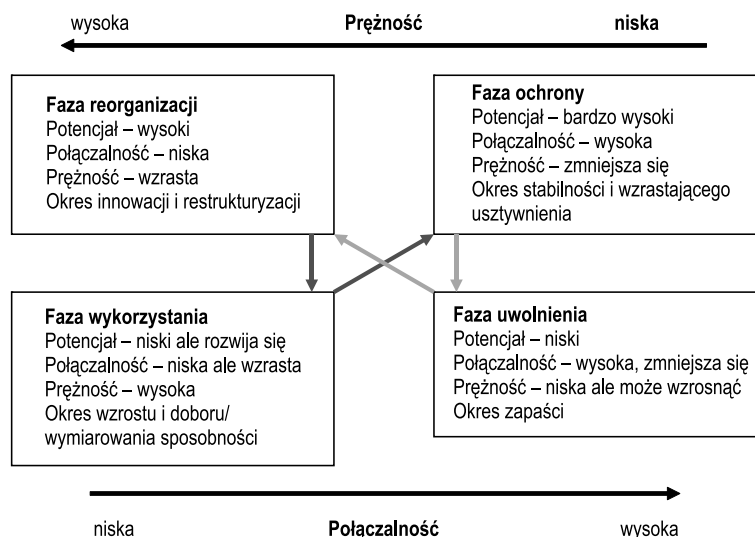 wysoka Prężność niska
Faza reorganizacji
Potencjał – wysoki
Połączalność – niska
Prężność – wzrasta
Okres innowacji i restrukturyzacji
Faza ochrony
Potencjał – bardzo wysoki
Połączalność – wysoka
Prężność – zmniejsza się
Okres stabilności i wzrastającego
usztywnienia
Faza wykorzystania
Potencjał – niski ale rozwija się
Połączalność – niska ale wzrasta
Prężność – wysoka
Okres wzrostu i doboru/
wymiarowania sposobności
Faza uwolnienia
Potencjał – niski
Połączalność – wysoka, zmniejsza się
Prężność – niska ale może wzrosnąć
Okres zapaści
niska Połączalność wysoka